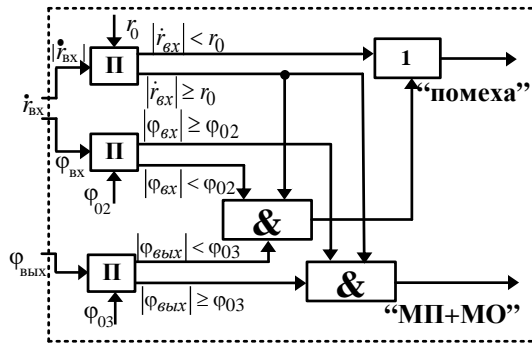 r₀
|ṙвх| < r₀
|ṙвх|
П
1
|ṙвх| ≥ r₀
“помеха”
ṙвх
|φвх| ≥ φ₀₂
φвх
П
|φвх| < φ₀₂
φ₀₂
&
φвых
|φвых| < φ₀₃
П
&
φ₀₃
|φвых| ≥ φ₀₃
“МП+МО”